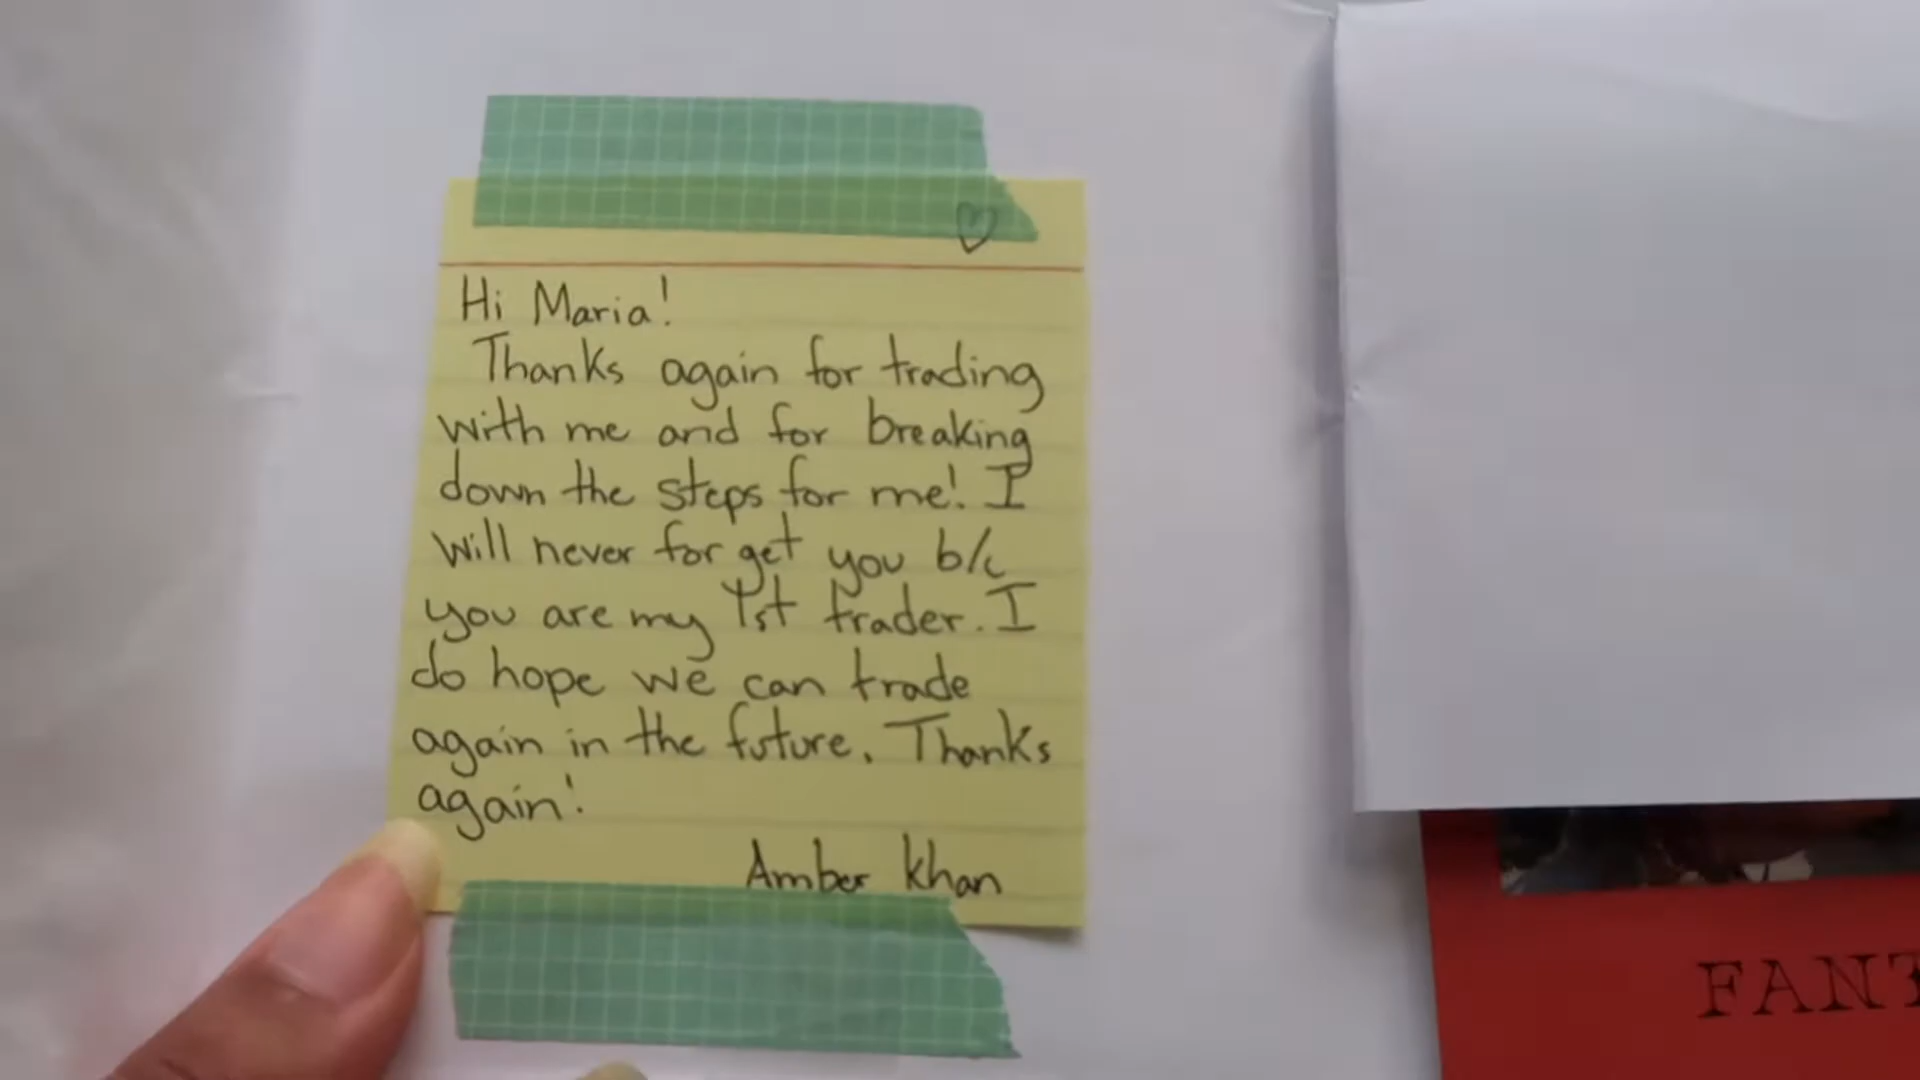 Hi Maria!
Thanks again for trading
with me and for breaking
down the steps for me! I
will never forget you b/c
you are my 1st trader. I
do hope we can trade
again in the future. Thanks
again!
Amber Khan
FANT